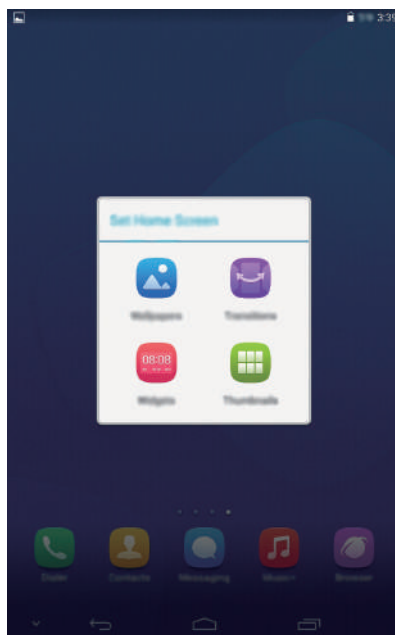 3:39
Set Home Screen
Wallpapers Transitions
08:08
Widgets Thumbnails
Dialer Contacts Messaging Music+ Browser